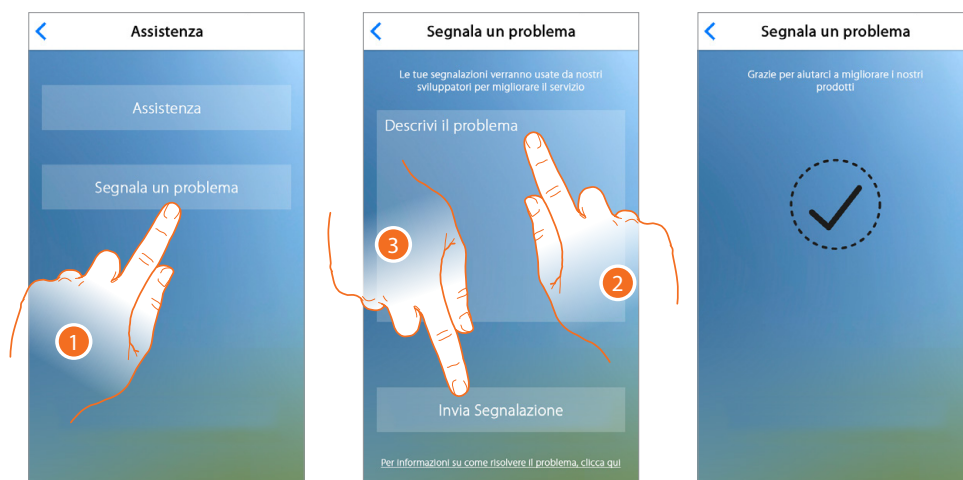 Assistenza
Assistenza
Segnala un problema
1
Segnala un problema
Le tue segnalazioni verranno usate da nostri
sviluppatori per migliorare il servizio
Descrivi il problema
3
2
Invia Segnalazione
Per informazioni su come risolvere il problema, clicca qui
Segnala un problema
Grazie per aiutarci a migliorare i nostri
prodotti